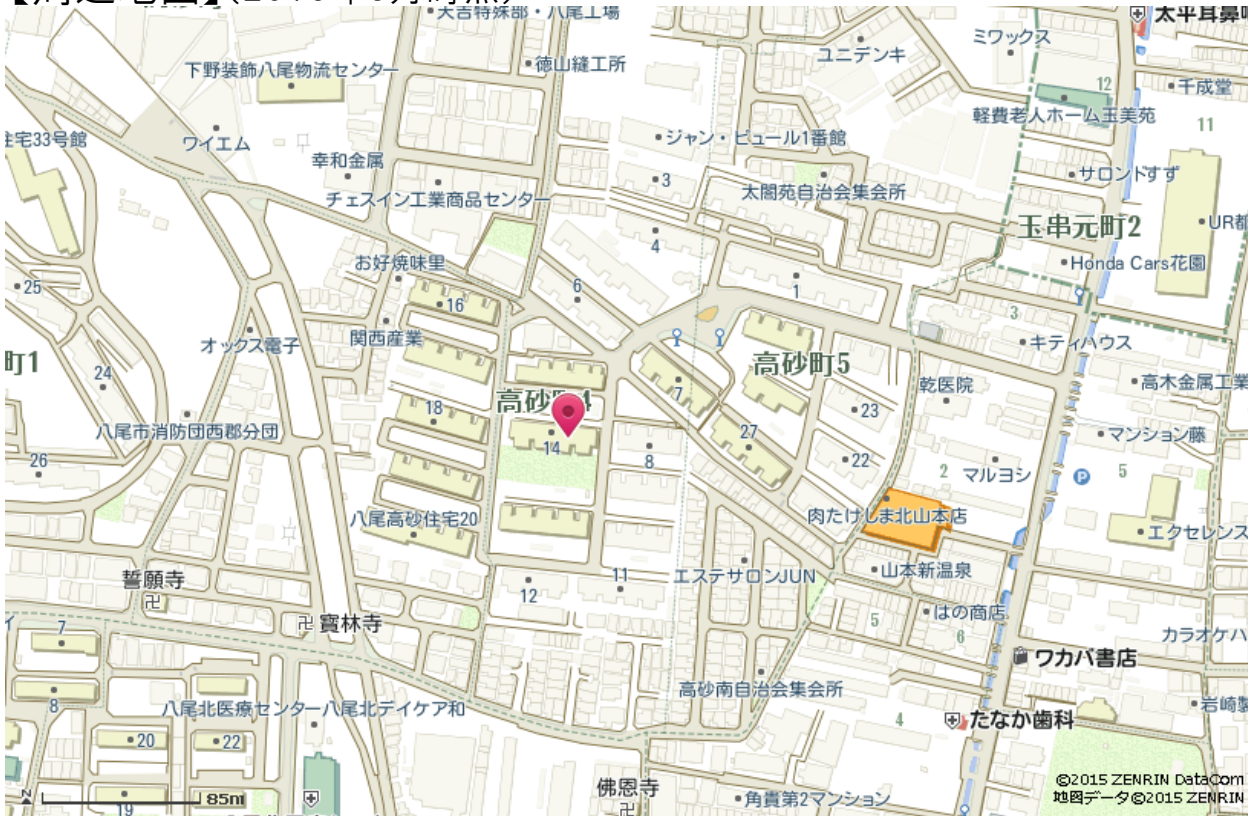 大吉特殊部・八尾工場
太平耳鼻
ミワックス
ユニデンキ
徳山縫工所
下野装飾八尾物流センター
12
千成堂
軽費老人ホーム玉美苑
11
ワイエム
住宅33号館
ジャン・ピュール1番館
幸和金属
サロンドすず
3
太閤苑自治会集会所
チェスイン工業商品センター
玉串元町2
UR都
4
お好焼味里
Honda Cars花園
25
6
1
16
3
関西産業
オックス電子
キティハウス
町1
高砂町5
24
7
乾医院
高木金属工業
高砂町4
18
23
27
八尾市消防団西郡分団
マンション藤
14
8
22
26
2
マルヨシ
P
5
肉たけしま北山本店
八尾高砂住宅20
エクセレンス
誓願寺
卍
11
エステサロンJUN
山本新温泉
12
はの商店
卍寳林寺
5
6
イ
7
カラオケハ
ワカバ書店
高砂南自治会集会所
8
八尾北医療センター八尾北デイケア和
岩崎製
4
たなか歯科
20
22
佛恩寺
卍
©2015 ZENRIN DataCom
地図データ©2015 ZENRIN
N
85m
19
角貴第2マンション